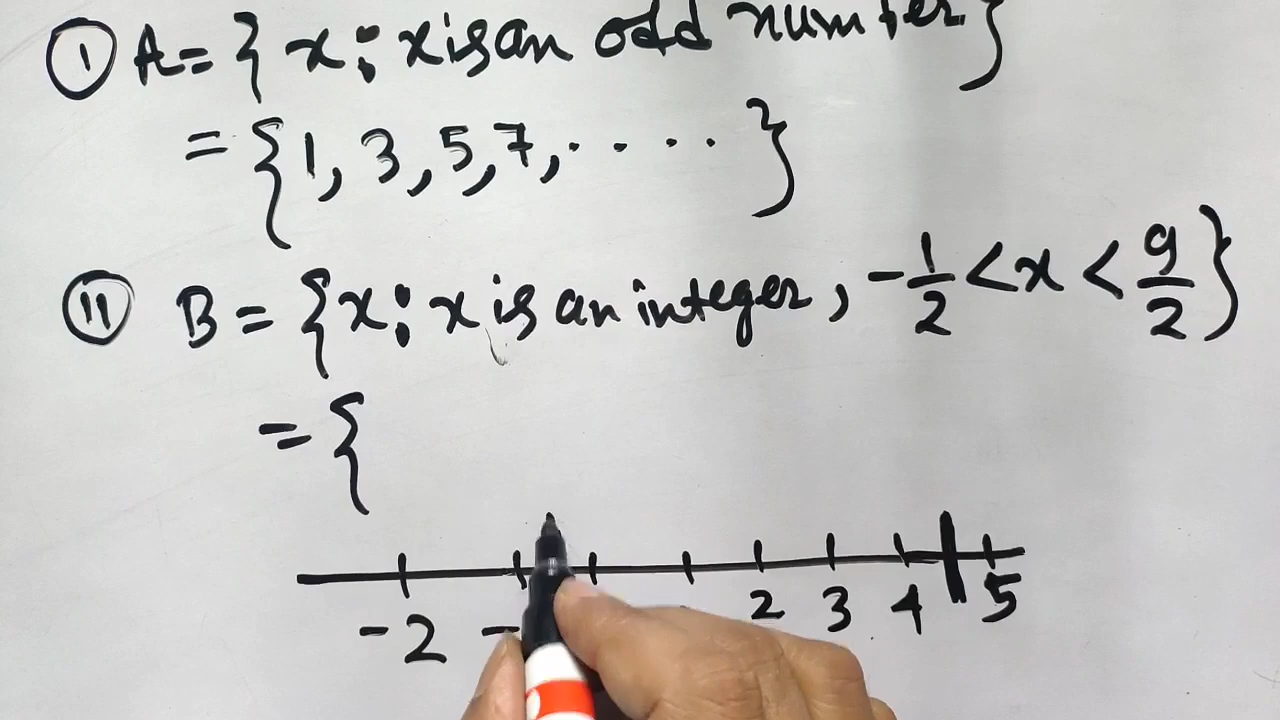 ① A = { x : x is an odd number }
= { 1, 3, 5, 7, . . . . }
② B = { x : x is an integer, -1/2 < x < 9/2 }
= {
-2 - 2 3 4 5